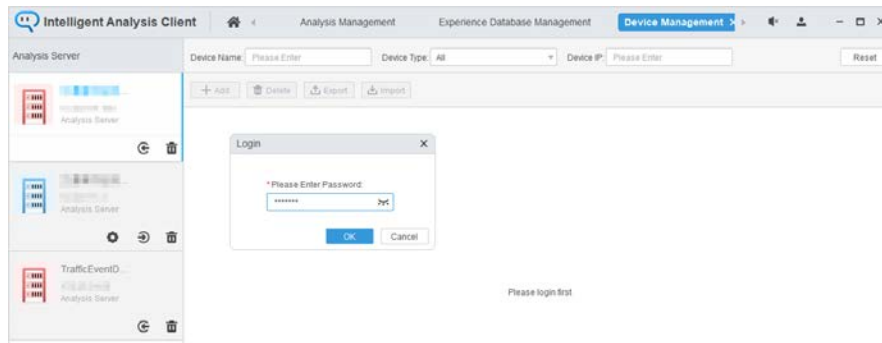 Intelligent Analysis Client
Analysis Management
Experience Database Management
Device Management
Analysis Server
Device Name: Please Enter
Device Type: All
Device IP: Please Enter
Reset
Add
Delete
Export
Import
Analysis Server
Login
*Please Enter Password:
*******
OK
Cancel
Analysis Server
TrafficEventD...
Analysis Server
Please login first